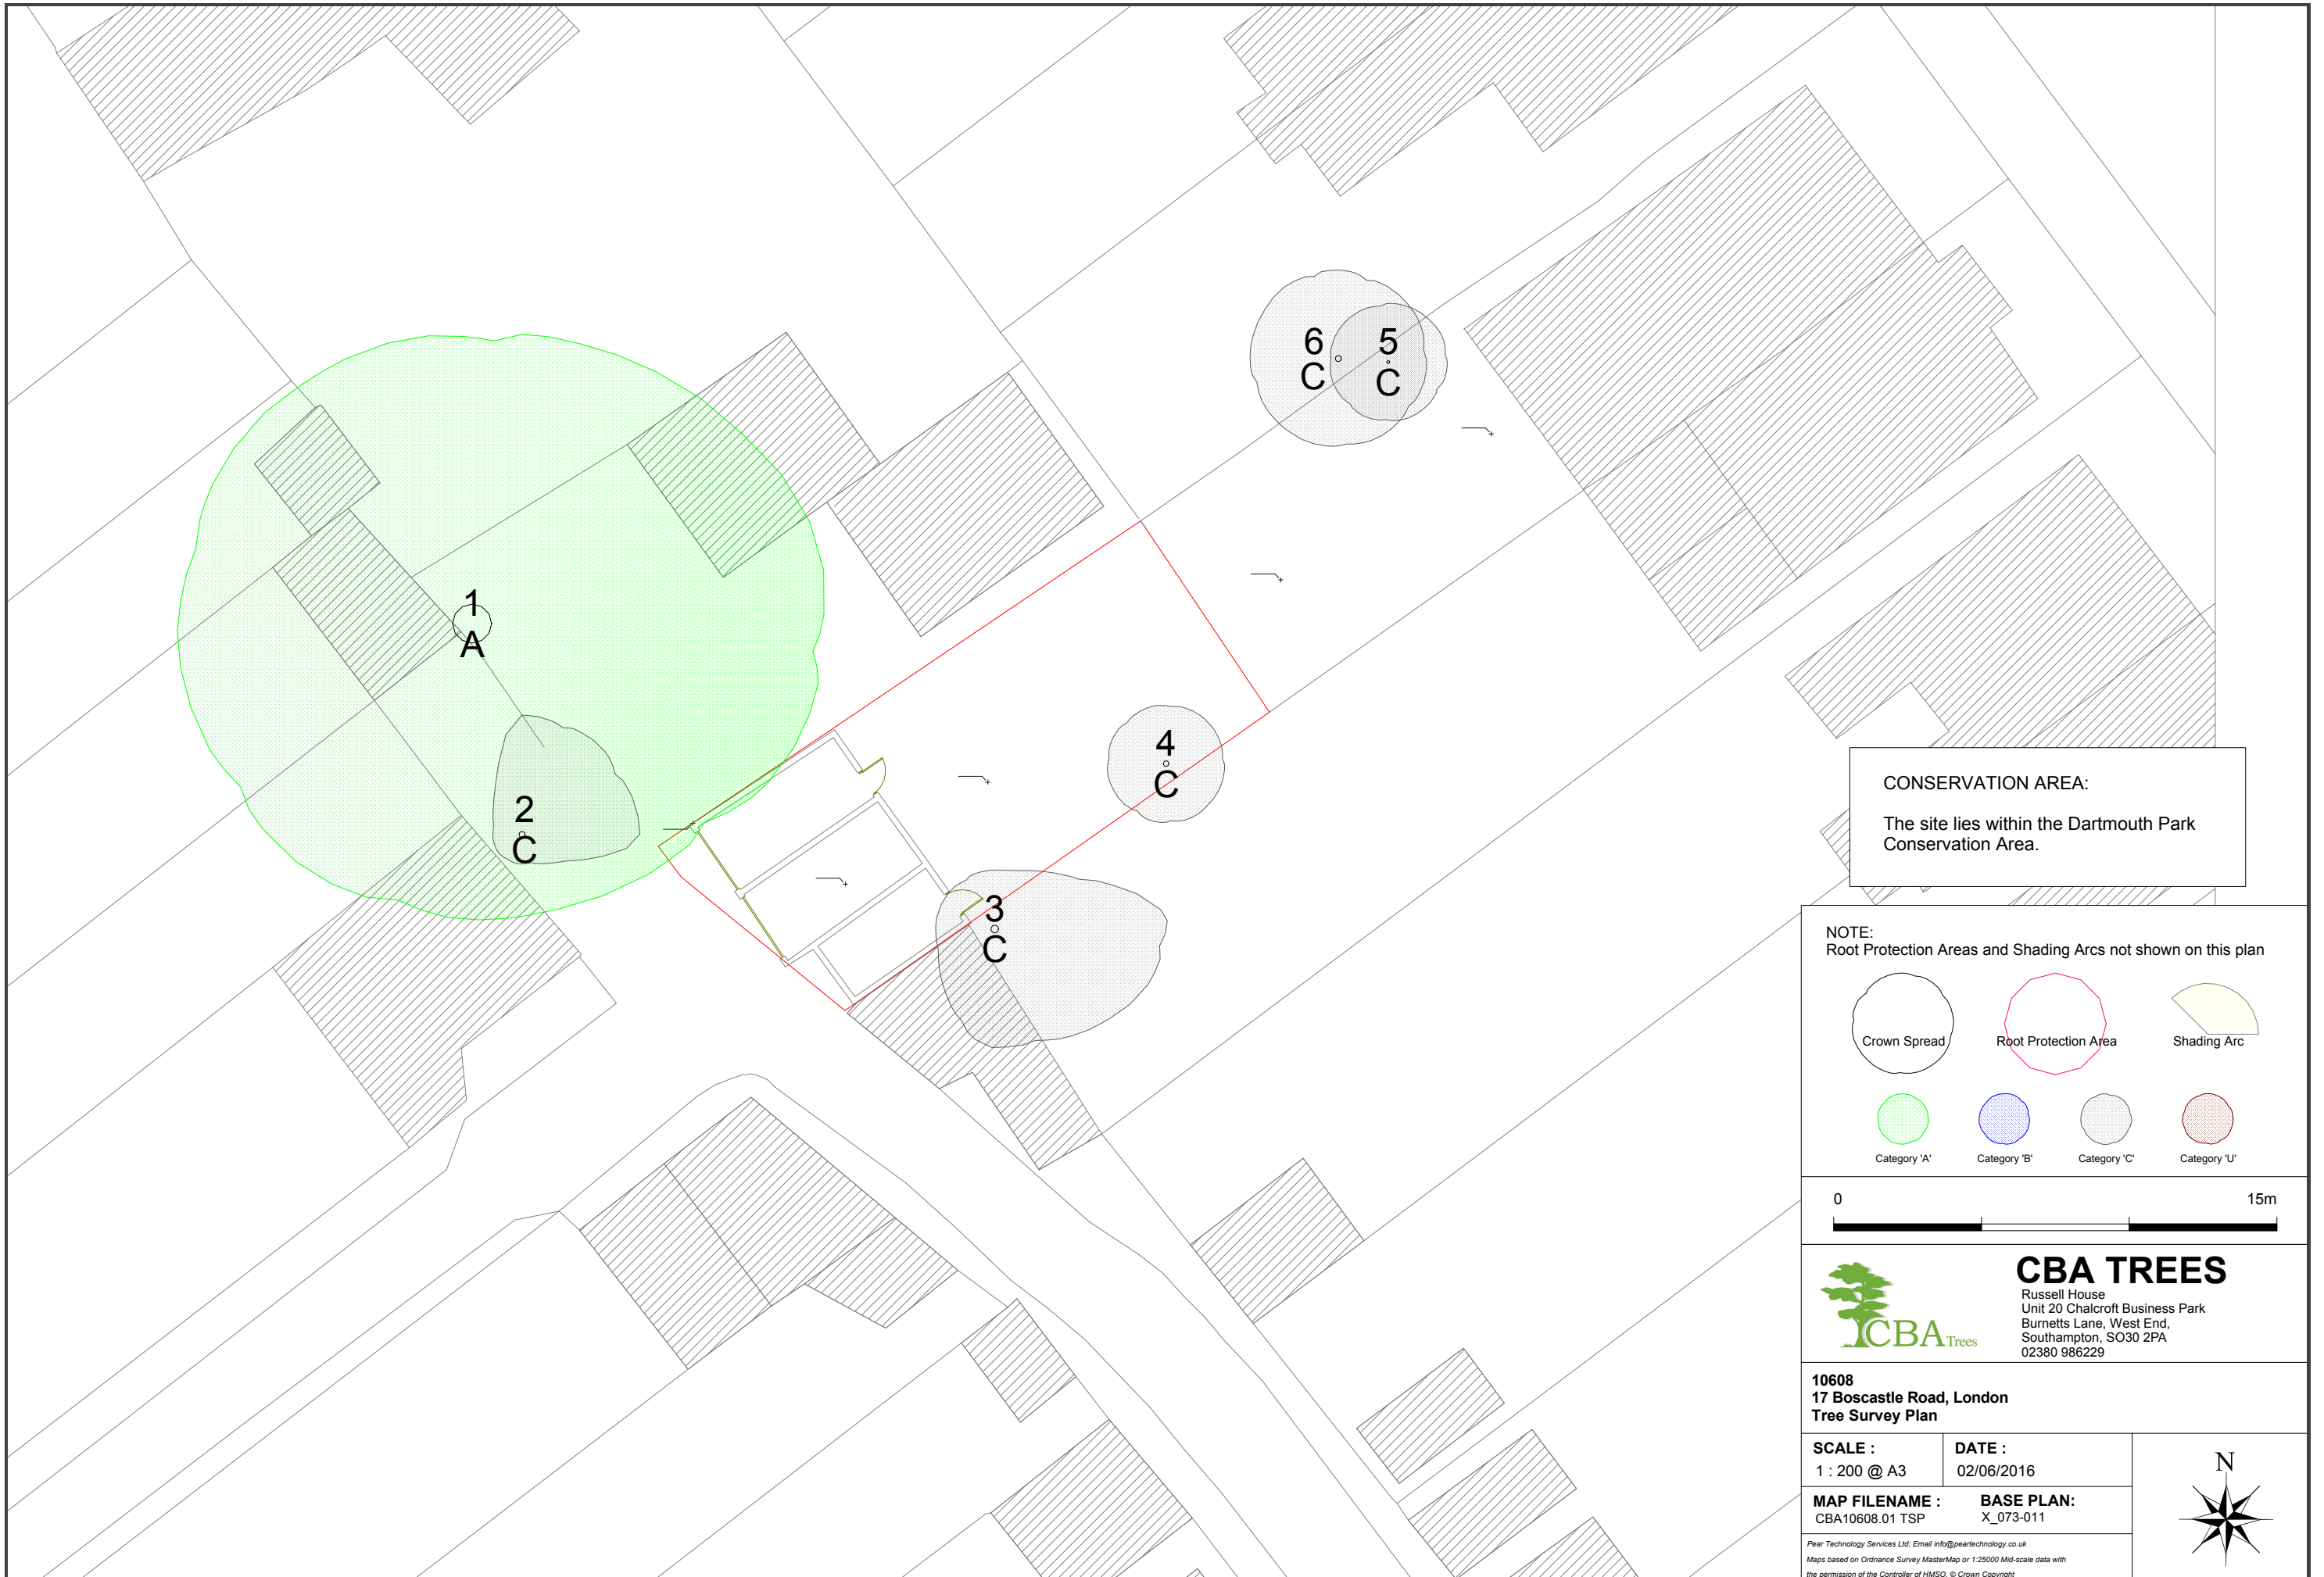 6
C
5
C
1
A
4
C
2
C
3
C
CONSERVATION AREA:
The site lies within the Dartmouth Park
Conservation Area.
NOTE:
Root Protection Areas and Shading Arcs not shown on this plan
Crown Spread
Root Protection Area
Shading Arc
Category 'A'
Category 'B'
Category 'C'
Category 'U'
0
15m
CBA Trees
CBA TREES
Russell House
Unit 20 Chalcroft Business Park
Burnetts Lane, West End,
Southampton, SO30 2PA
02380 986229
10608
17 Boscastle Road, London
Tree Survey Plan
SCALE :
1 : 200 @ A3
DATE :
02/06/2016
MAP FILENAME :
CBA10608.01 TSP
BASE PLAN:
X_073-011
N
Pear Technology Services Ltd; Email info@peartechnology.co.uk
Maps based on Ordnance Survey MasterMap or 1:25000 Mid-scale data with
the permission of the Controller of HMSO, © Crown Copyright